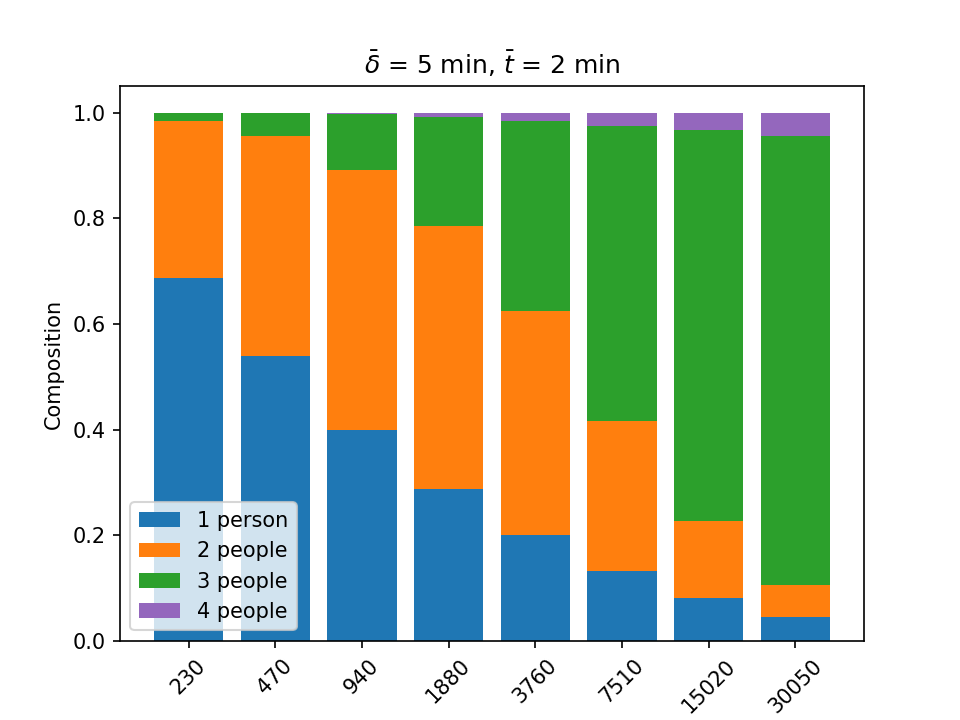 δ̄ = 5 min, t̄ = 2 min
Composition
1.0
0.8
0.6
0.4
0.2
0.0
1 person
2 people
3 people
4 people
230 470 940 1880 3760 7510 15020 30050